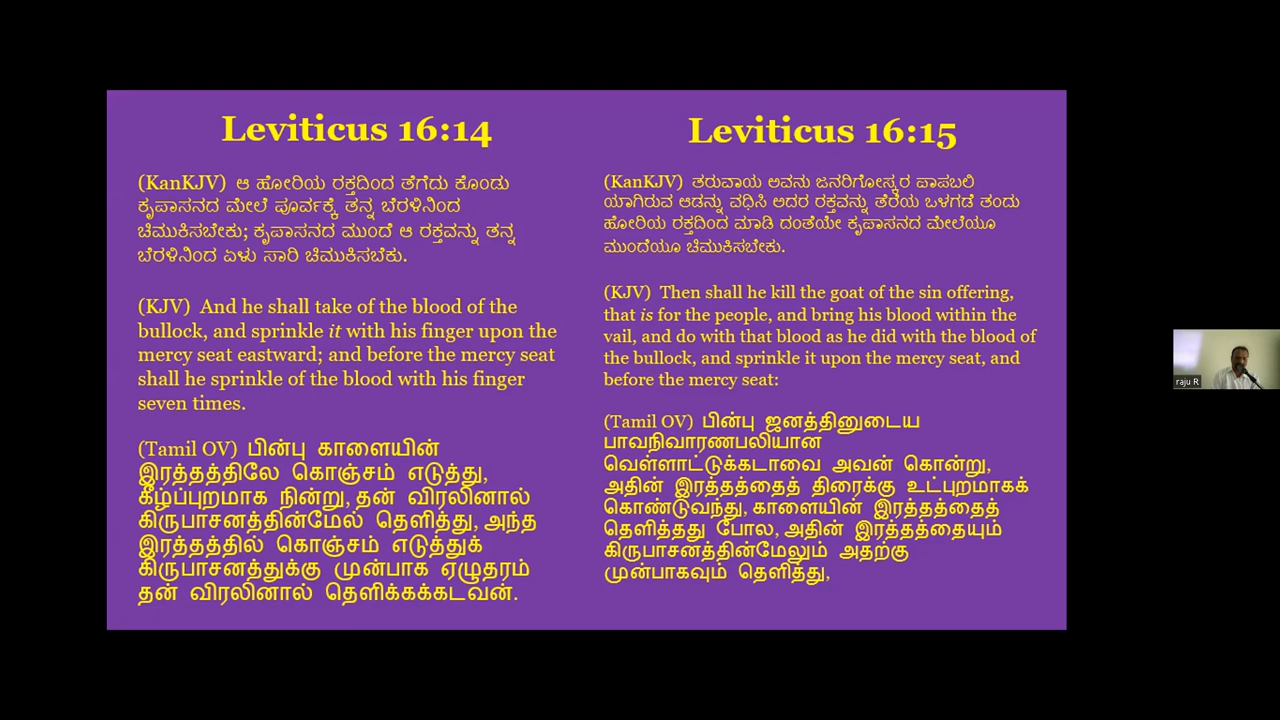 Leviticus 16:14
(KanKJV) ಆ ಹೋರಿಯ ರಕ್ತದಿಂದ ತೆಗೆದು ಕೊಂಡು
ಕೃಪಾಸನದ ಮೇಲೆ ಪೂರ್ವಕ್ಕೆ ತನ್ನ ಬೆರಳಿನಿಂದ
ಚಿಮುಕಿಸಬೇಕು; ಕೃಪಾಸನದ ಮುಂದೆ ಆ ರಕ್ತವನ್ನು ತನ್ನ
ಬೆರಳಿನಿಂದ ಏಳು ಸಾರಿ ಚಿಮುಕಿಸಬೆಕು.
(KJV) And he shall take of the blood of the
bullock, and sprinkle it with his finger upon the
mercy seat eastward; and before the mercy seat
shall he sprinkle of the blood with his finger
seven times.
(Tamil OV) பின்பு காளையின்
இரத்தத்திலே கொஞ்சம் எடுத்து,
கீழ்ப்புறமாக நின்று, தன் விரலினால்
கிருபாசனத்தின்மேல் தெளித்து, அந்த
இரத்தத்தில் கொஞ்சம் எடுத்துக்
கிருபாசனத்துக்கு முன்பாக ஏழுதரம்
தன் விரலினால் தெளிக்கக்கடவன்.
Leviticus 16:15
(KanKJV) ತರುವಾಯ ಅವನು ಜನರಿಗೋಸ್ಕರ ಪಾಪಬಲಿ
ಯಾಗಿರುವ ಆಡನ್ನು ವಧಿಸಿ ಅದರ ರಕ್ತವನ್ನು ತೆರೆಯ ಒಳಗಡೆ ತಂದು
ಹೋರಿಯ ರಕ್ತದಿಂದ ಮಾಡಿ ದಂತೆಯೇ ಕೃಪಾಸನದ ಮೇಲೆಯೂ
ಮುಂದೆಯೂ ಚಿಮುಕಿಸಬೇಕು.
(KJV) Then shall he kill the goat of the sin offering,
that is for the people, and bring his blood within the
vail, and do with that blood as he did with the blood of
the bullock, and sprinkle it upon the mercy seat, and
before the mercy seat:
(Tamil OV) பின்பு ஜனத்தினுடைய
பாவநிவாரணபலியான
வெள்ளாட்டுக்கடாவை அவன் கொன்று,
அதின் இரத்தத்தைத் திரைக்கு உட்புறமாகக்
கொண்டுவந்து, காளையின் இரத்தத்தைத்
தெளித்தது போல, அதின் இரத்தத்தையும்
கிருபாசனத்தின்மேலும் அதற்கு
முன்பாகவும் தெளித்து,
raju R